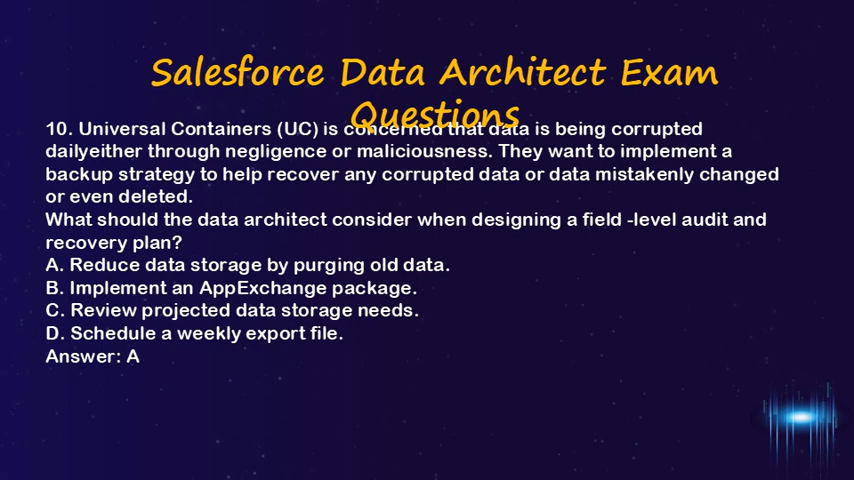 Salesforce Data Architect Exam
Questions
10. Universal Containers (UC) is concerned that data is being corrupted
dailyeither through negligence or maliciousness. They want to implement a
backup strategy to help recover any corrupted data or data mistakenly changed
or even deleted.
What should the data architect consider when designing a field -level audit and
recovery plan?
A. Reduce data storage by purging old data.
B. Implement an AppExchange package.
C. Review projected data storage needs.
D. Schedule a weekly export file.
Answer: A